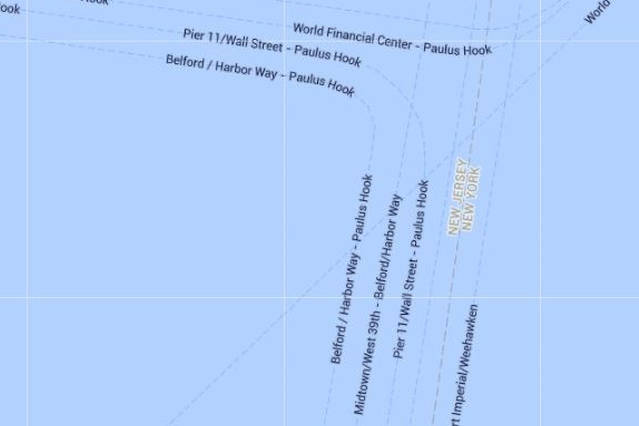 World Financial Center - Paulus Hook
Pier 11/Wall Street - Paulus Hook
Belford / Harbor Way - Paulus Hook
World
NEW JERSEY
NEW YORK
Belford / Harbor Way - Paulus Hook
Midtown/West 39th - Belford/Harbor Way
Pier 11/Wall Street - Paulus Hook
Imperial/Weehawken